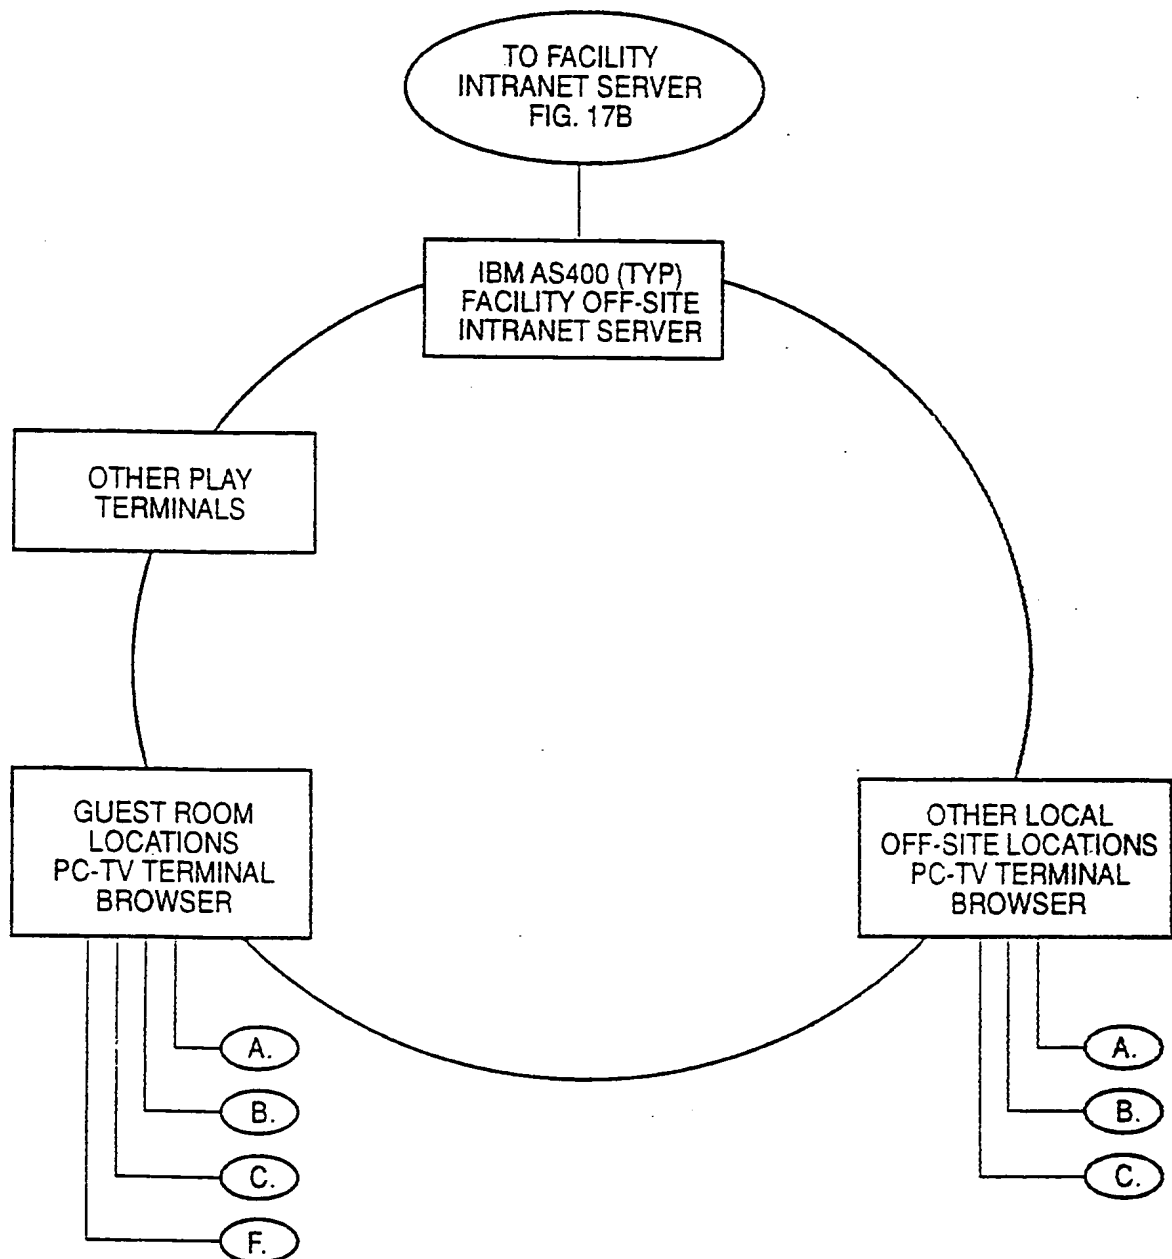 TO FACILITY
INTRANET SERVER
FIG. 17B
IBM AS400 (TYP)
FACILITY OFF-SITE
INTRANET SERVER
OTHER PLAY
TERMINALS
GUEST ROOM
LOCATIONS
PC-TV TERMINAL
BROWSER
A.
B.
C.
F.
OTHER LOCAL
OFF-SITE LOCATIONS
PC-TV TERMINAL
BROWSER
A.
B.
C.